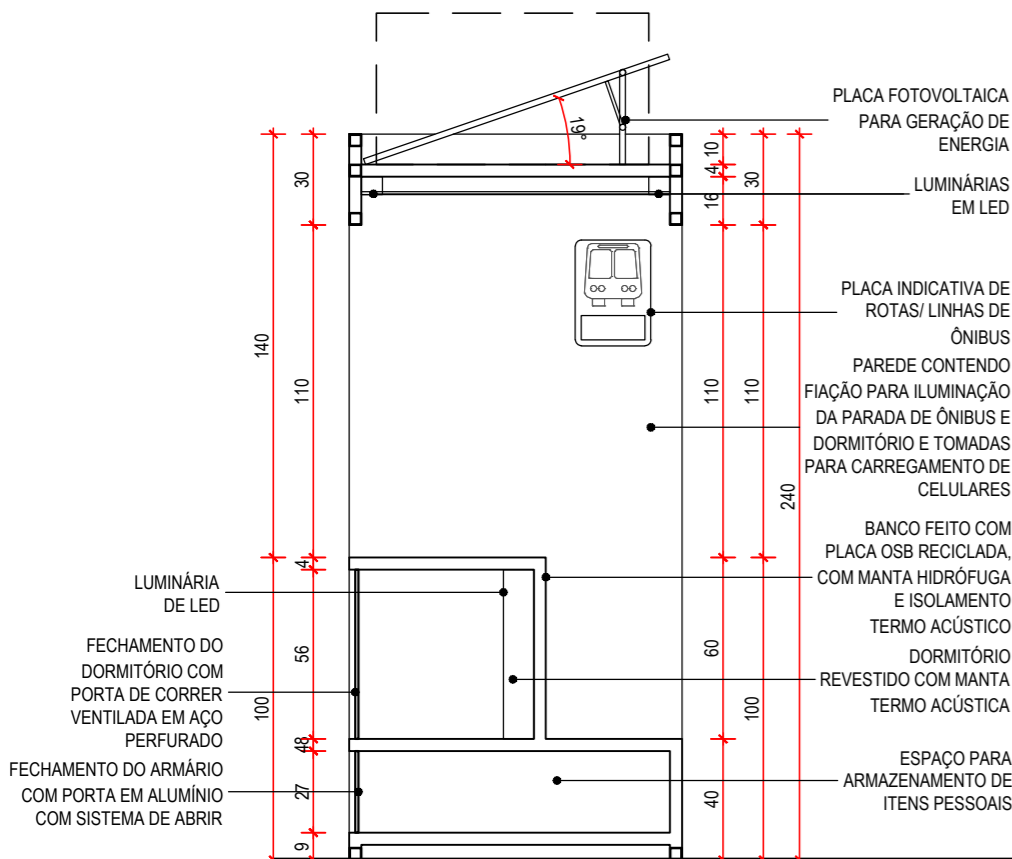 PLACA FOTOVOLTAICA
PARA GERAÇÃO DE
ENERGIA
LUMINÁRIAS
EM LED
PLACA INDICATIVA DE
ROTAS/ LINHAS DE
ÔNIBUS
PAREDE CONTENDO
FIAÇÃO PARA ILUMINAÇÃO
DA PARADA DE ÔNIBUS E
DORMITÓRIO E TOMADAS
PARA CARREGAMENTO DE
CELULARES
BANCO FEITO COM
PLACA OSB RECICLADA,
COM MANTA HIDRÓFUGA
E ISOLAMENTO
TERMO ACÚSTICO
DORMITÓRIO
REVESTIDO COM MANTA
TERMO ACÚSTICA
ESPAÇO PARA
ARMAZENAMENTO DE
ITENS PESSOAIS
LUMINÁRIA
DE LED
FECHAMENTO DO
DORMITÓRIO COM
PORTA DE CORRER
VENTILADA EM AÇO
PERFURADO
FECHAMENTO DO ARMÁRIO
COM PORTA EM ALUMÍNIO
COM SISTEMA DE ABRIR
19°
140
100
30
110
4
56
48
27
9
10
4
16
110
60
40
30
110
100
240